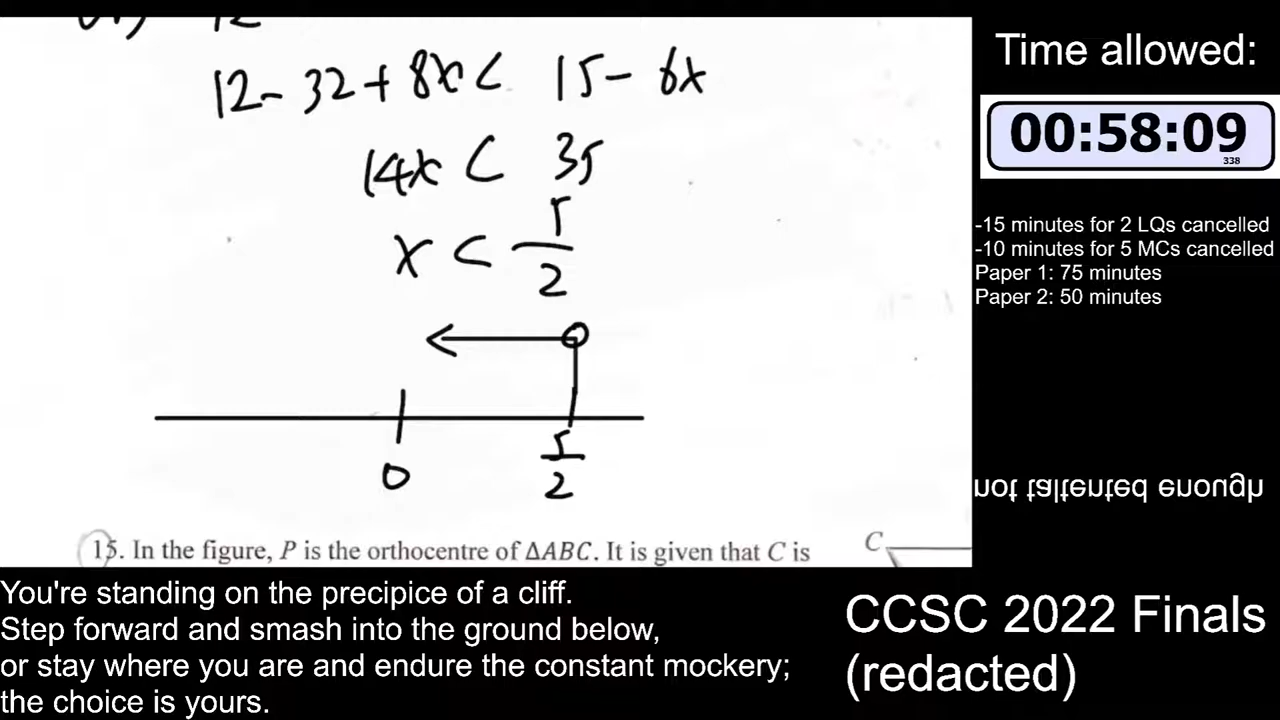 12 - 32 + 8x < 15 - 6x
14x < 35
x < 5/2
0 5/2
15. In the figure, P is the orthocentre of ΔABC. It is given that C is
C
Time allowed:
00:58:09
338
-15 minutes for 2 LQs cancelled
-10 minutes for 5 MCs cancelled
Paper 1: 75 minutes
Paper 2: 50 minutes
not taltented enough
You're standing on the precipice of a cliff.
Step forward and smash into the ground below,
or stay where you are and endure the constant mockery;
the choice is yours.
CCSC 2022 Finals
(redacted)